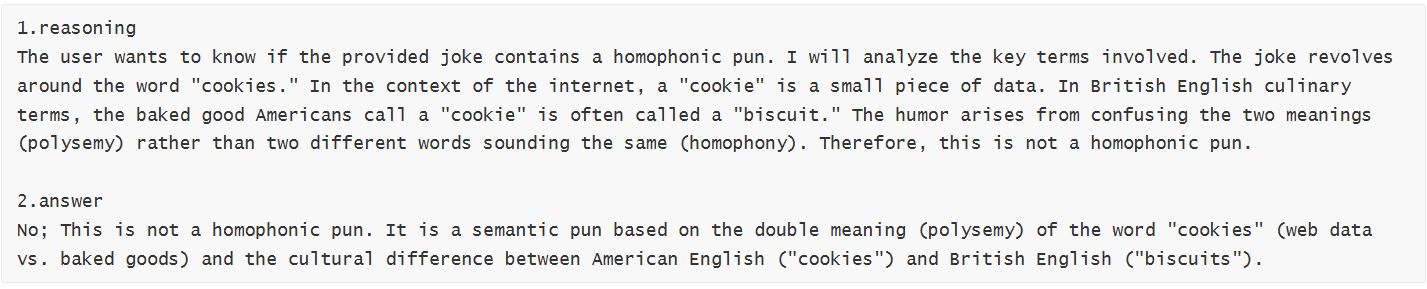 1.reasoning
The user wants to know if the provided joke contains a homophonic pun. I will analyze the key terms involved. The joke revolves
around the word "cookies." In the context of the internet, a "cookie" is a small piece of data. In British English culinary
terms, the baked good Americans call a "cookie" is often called a "biscuit." The humor arises from confusing the two meanings
(polysemy) rather than two different words sounding the same (homophony). Therefore, this is not a homophonic pun.
2.answer
No; This is not a homophonic pun. It is a semantic pun based on the double meaning (polysemy) of the word "cookies" (web data
vs. baked goods) and the cultural difference between American English ("cookies") and British English ("biscuits").